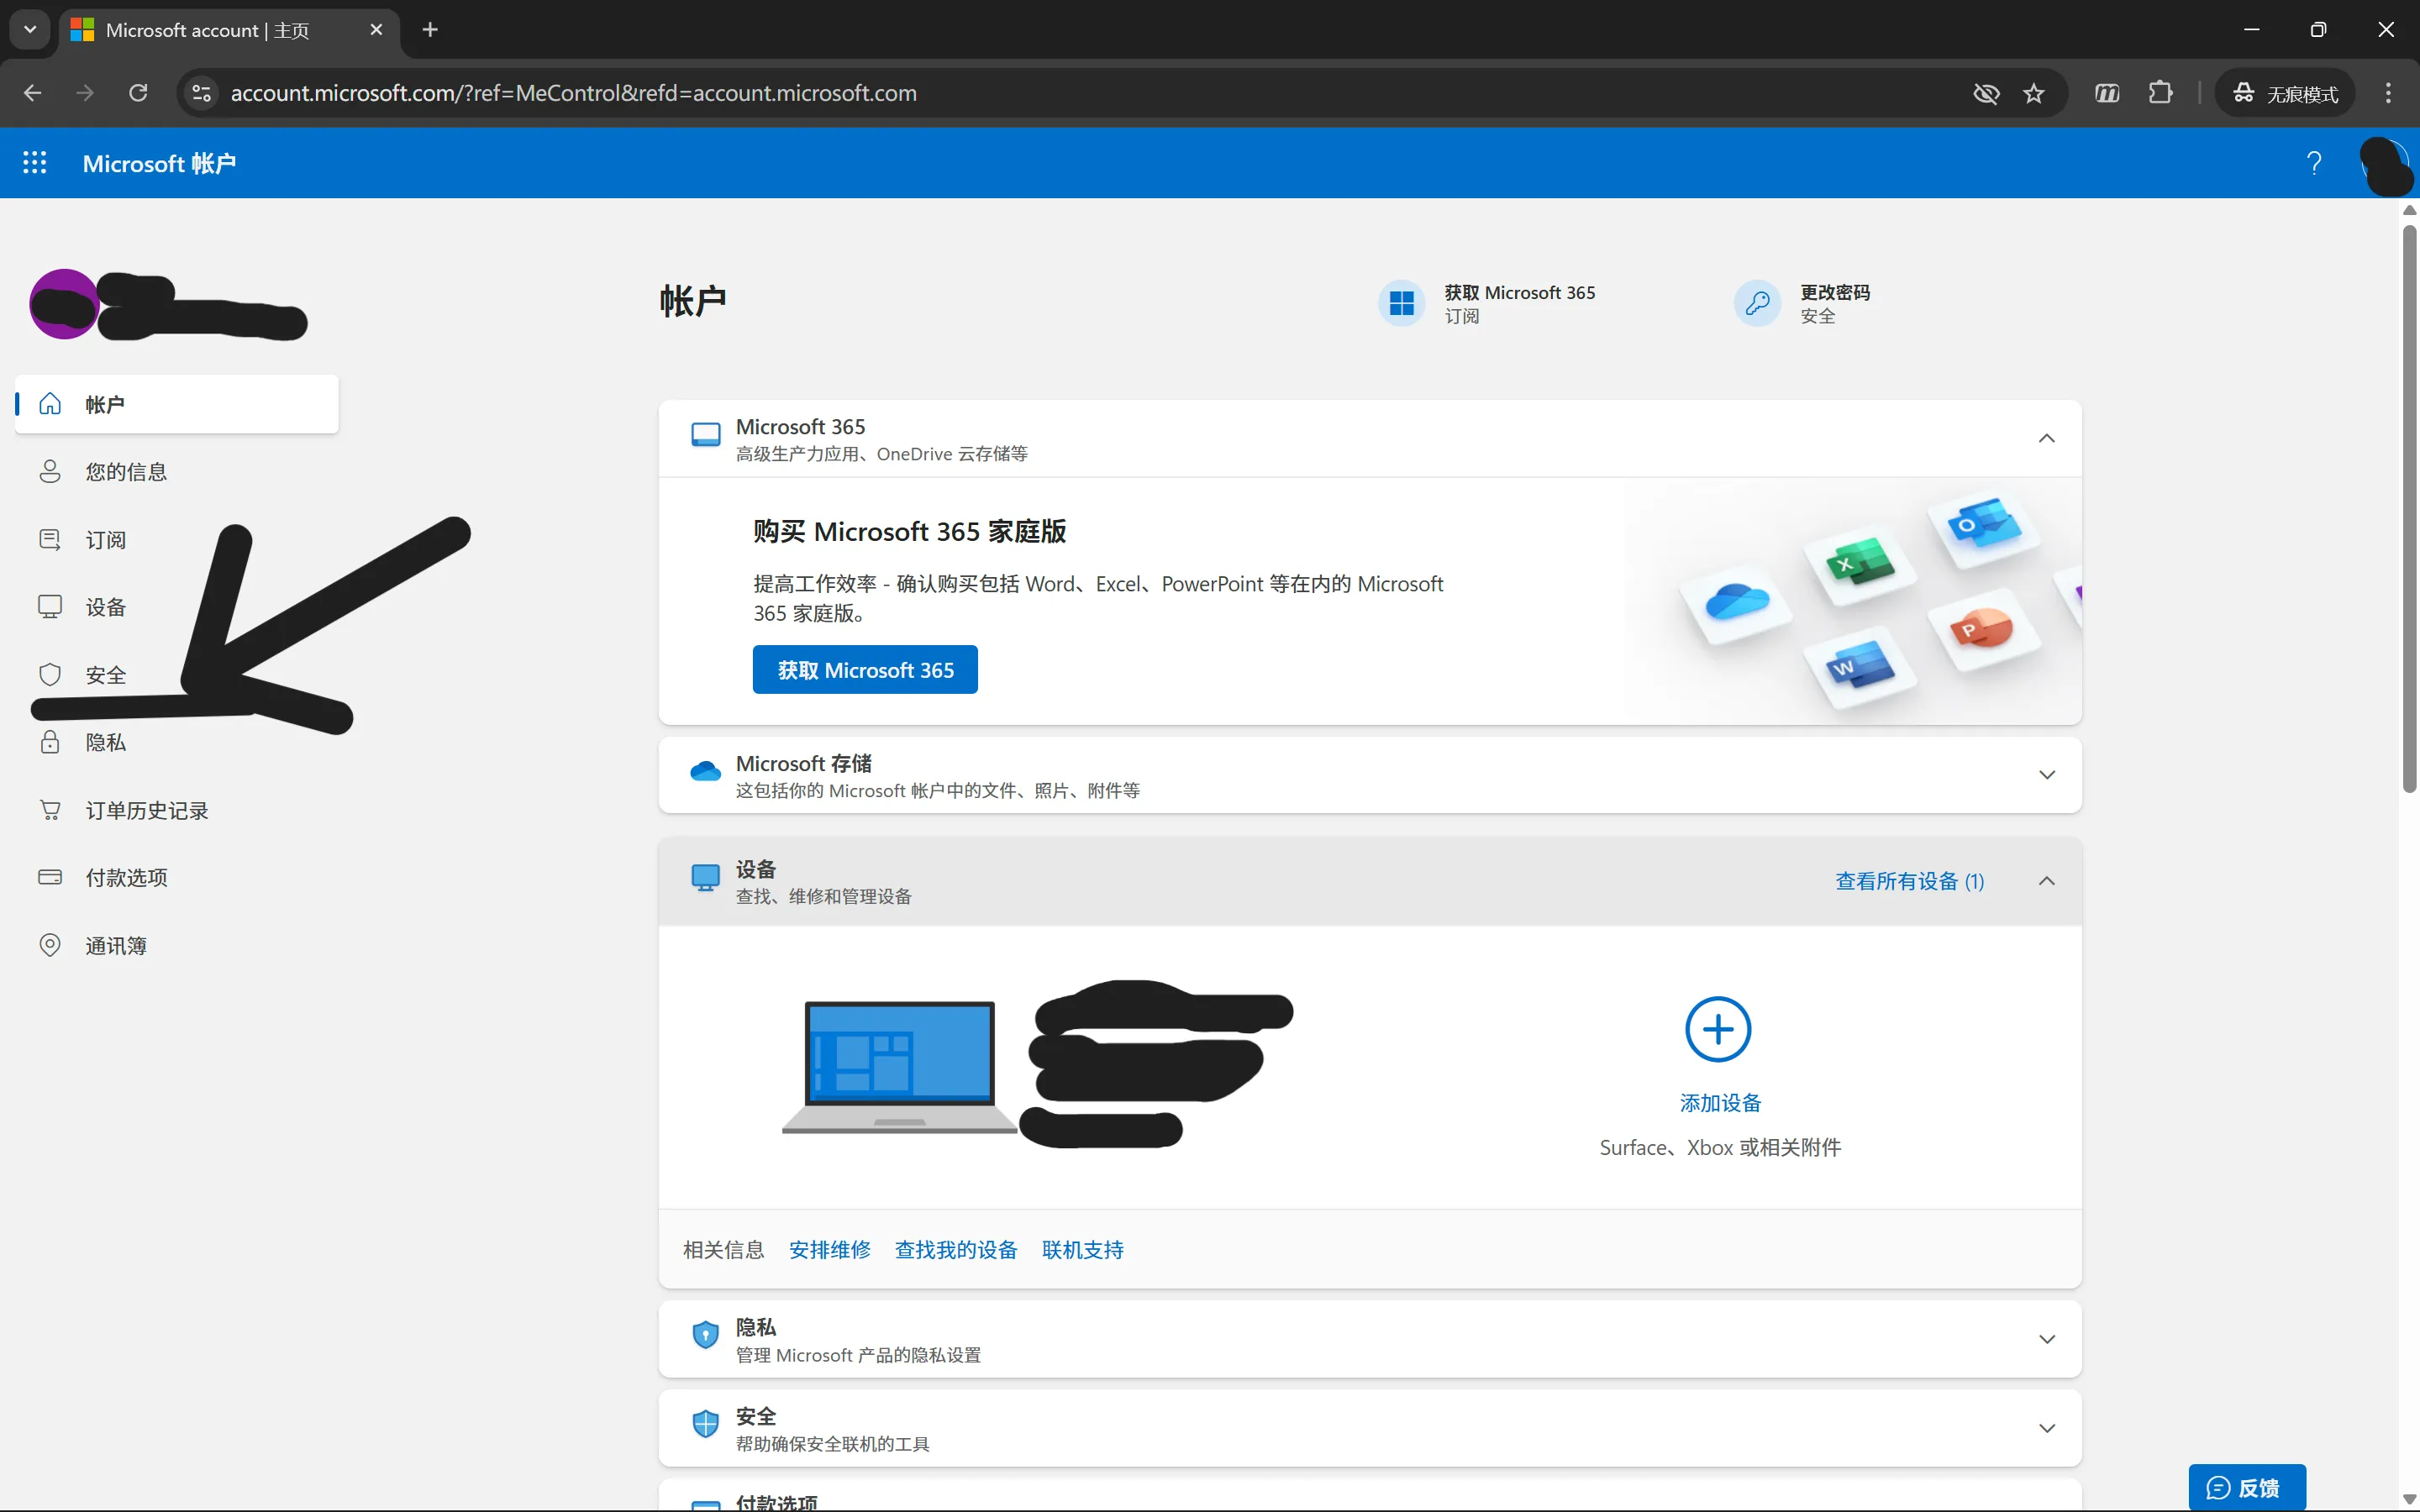 Microsoft account | 主页
account.microsoft.com/?ref=MeControl&refd=account.microsoft.com
无痕模式
Microsoft 帐户
?
帐户
您的信息
订阅
设备
安全
隐私
订单历史记录
付款选项
通讯簿
帐户
获取 Microsoft 365
订阅
更改密码
安全
Microsoft 365
高级生产力应用、OneDrive 云存储等
购买 Microsoft 365 家庭版
提高工作效率 - 确认购买包括 Word、Excel、PowerPoint 等在内的 Microsoft
365 家庭版。
获取 Microsoft 365
Microsoft 存储
这包括你的 Microsoft 帐户中的文件、照片、附件等
设备
查找、维修和管理设备
查看所有设备 (1)
添加设备
Surface、Xbox 或相关附件
相关信息 安排维修 查找我的设备 联机支持
隐私
管理 Microsoft 产品的隐私设置
安全
帮助确保安全联机的工具
付款选项
反馈